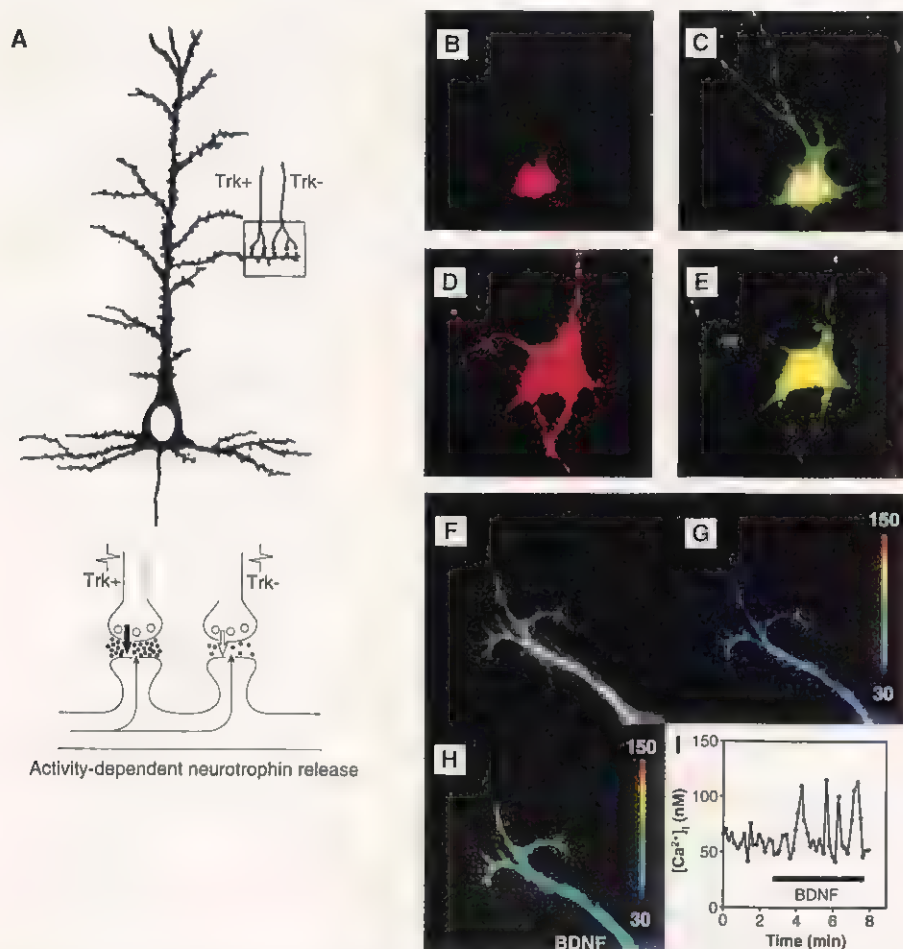 A
Trk+
Trk-
Trk+
Trk-
Activity-dependent neurotrophin release
B
C
D
E
F
G
150
30
H
150
30
BDNF
I
150
100
50
0
[Ca²⁺]ᵢ (nM)
BDNF
0 2 4 6 8
Time (min)